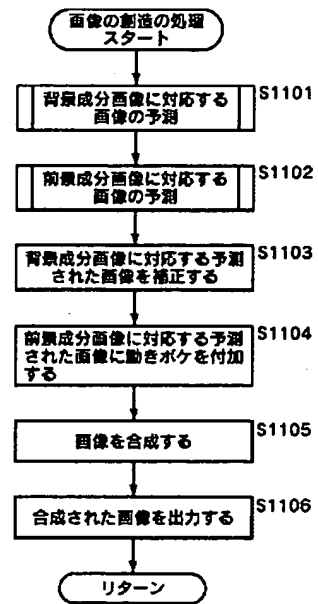 画像の創造の処理
スタート
背景成分画像に対応する
画像の予測
S1101
前景成分画像に対応する
画像の予測
S1102
背景成分画像に対応する予測
された画像を補正する
S1103
前景成分画像に対応する予測
された画像に動きボケを付加
する
S1104
画像を合成する
S1105
合成された画像を出力する
S1106
リターン